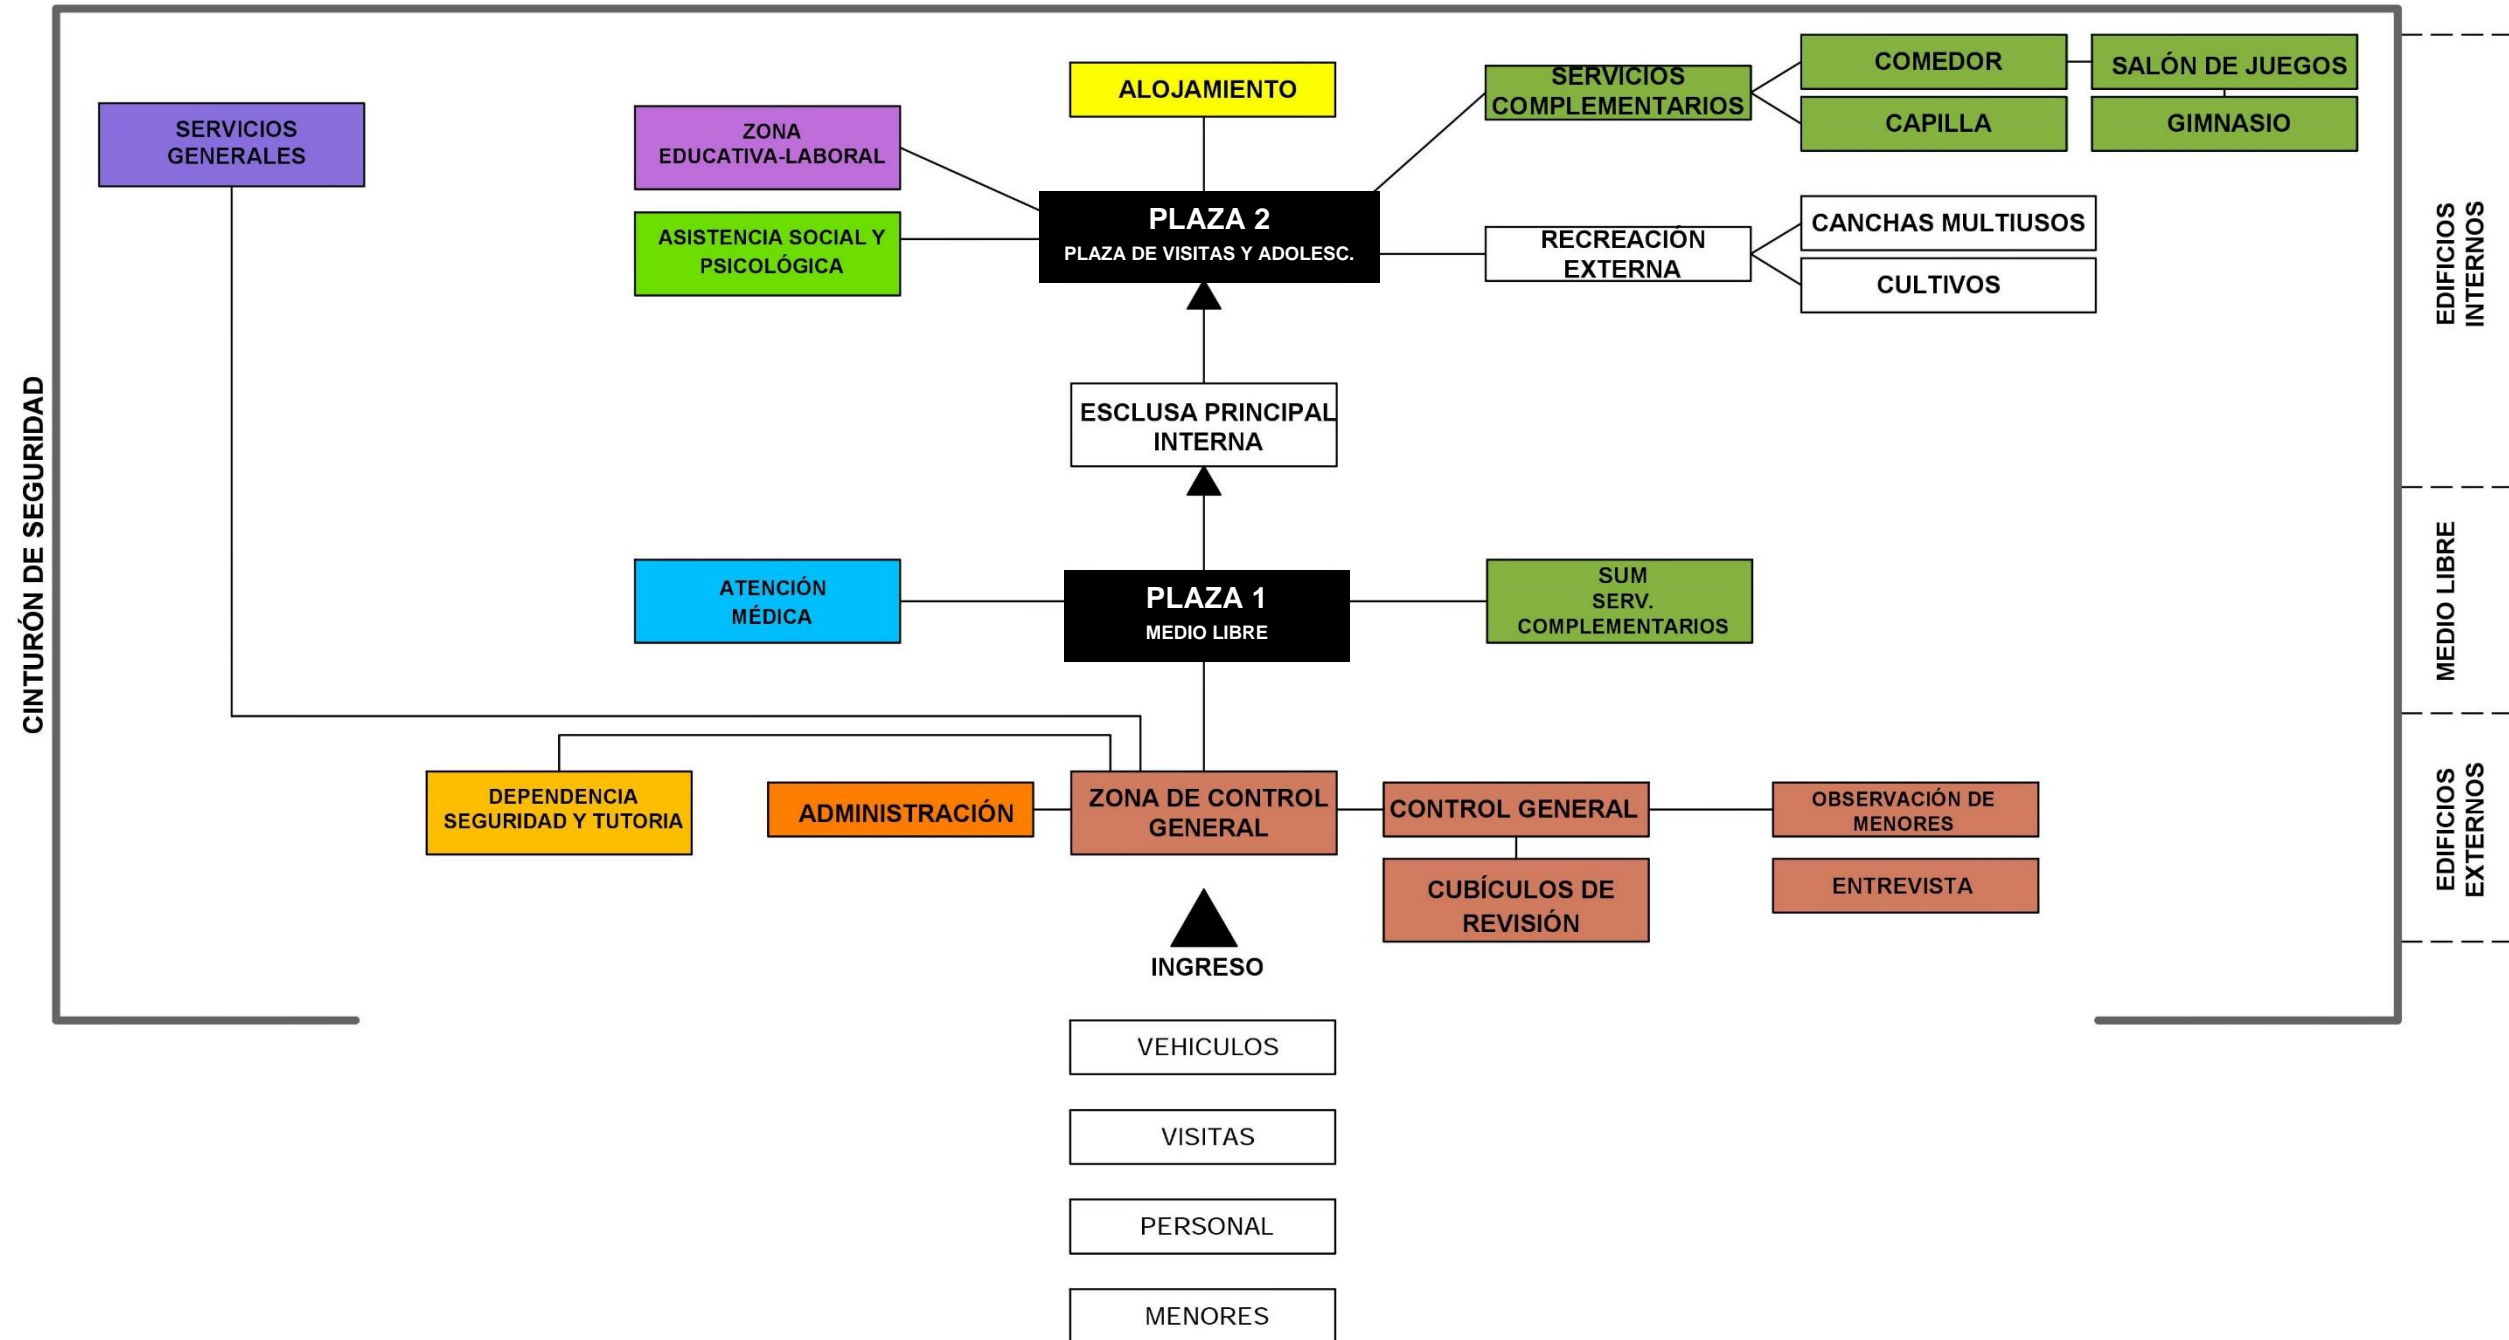 ALOJAMIENTO
SERVICIOS
COMPLEMENTARIOS
COMEDOR
SALÓN DE JUEGOS
CAPILLA
GIMNASIO
SERVICIOS
GENERALES
ZONA
EDUCATIVA-LABORAL
ASISTENCIA SOCIAL Y
PSICOLÓGICA
PLAZA 2
PLAZA DE VISITAS Y ADOLESC.
RECREACIÓN
EXTERNA
CANCHAS MULTIUSOS
CULTIVOS
EDIFICIOS
INTERNOS
ESCLUSA PRINCIPAL
INTERNA
CINTURÓN DE SEGURIDAD
ATENCIÓN
MÉDICA
PLAZA 1
MEDIO LIBRE
SUM
SERV.
COMPLEMENTARIOS
MEDIO LIBRE
DEPENDENCIA
SEGURIDAD Y TUTORIA
ADMINISTRACIÓN
ZONA DE CONTROL
GENERAL
CONTROL GENERAL
OBSERVACIÓN DE
MENORES
CUBÍCULOS DE
REVISIÓN
ENTREVISTA
EDIFICIOS
EXTERNOS
INGRESO
VEHICULOS
VISITAS
PERSONAL
MENORES